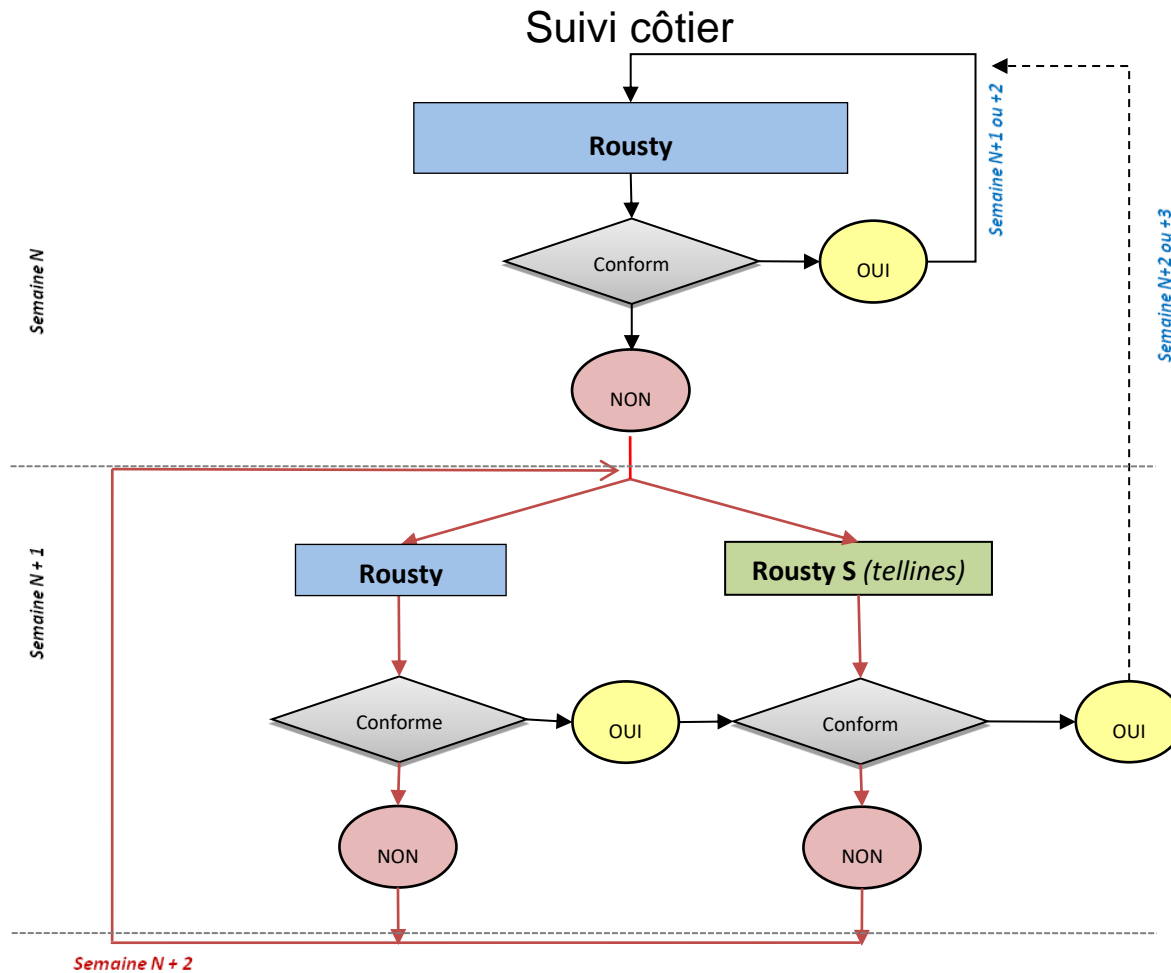 Suivi côtier
Semaine N+1 ou +2
Rousty
Semaine N+2 ou +3
Semaine N
Conform
OUI
NON
Semaine N + 1
Rousty
Rousty S (tellines)
Conforme
OUI
Conform
OUI
NON
NON
Semaine N + 2